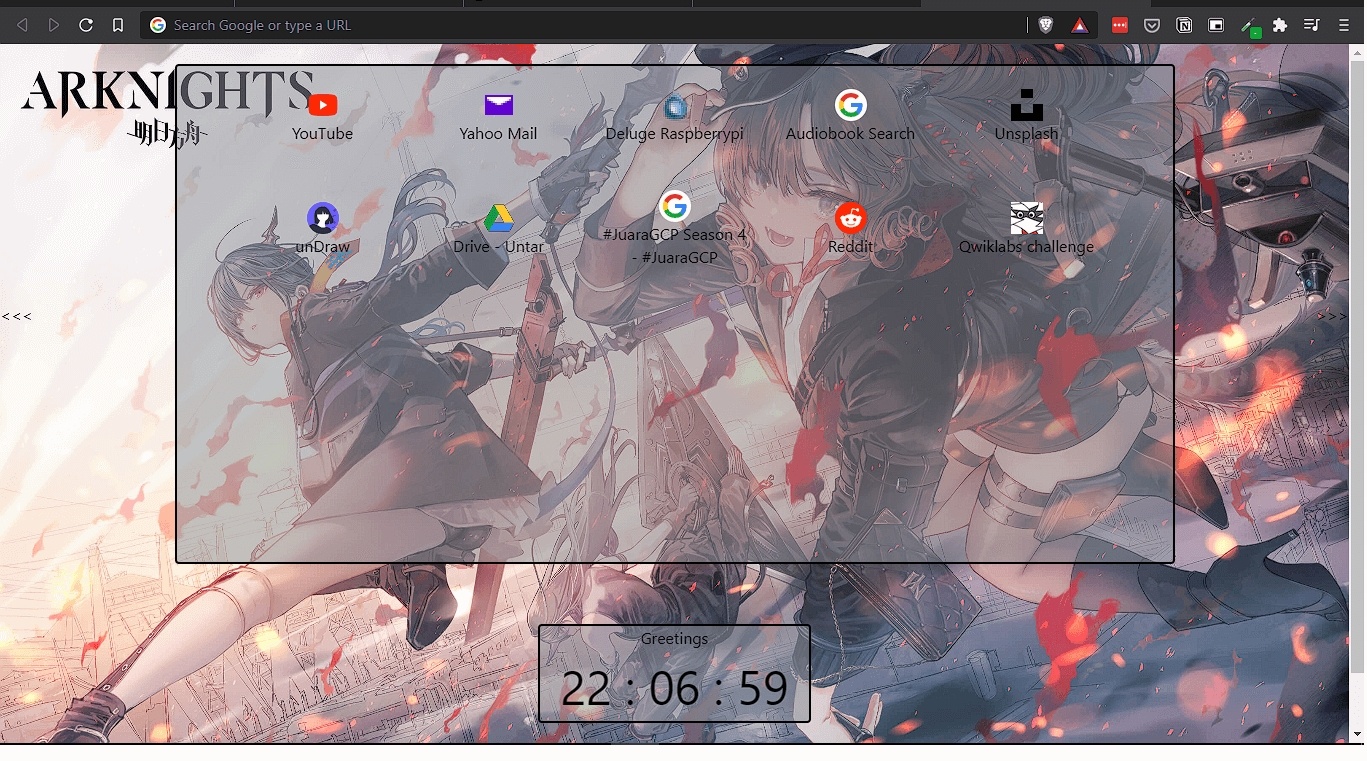 Search Google or type a URL
ARKNIGHTS
明日方舟
YouTube
Yahoo Mail
Deluge Raspberrypi
Audiobook Search
Unsplash
unDraw
Drive - Untar
#JuaraGCP Season 4
- #JuaraGCP
Reddit
Qwiklabs challenge
<<<
>>>
Greetings
22 : 06 : 59